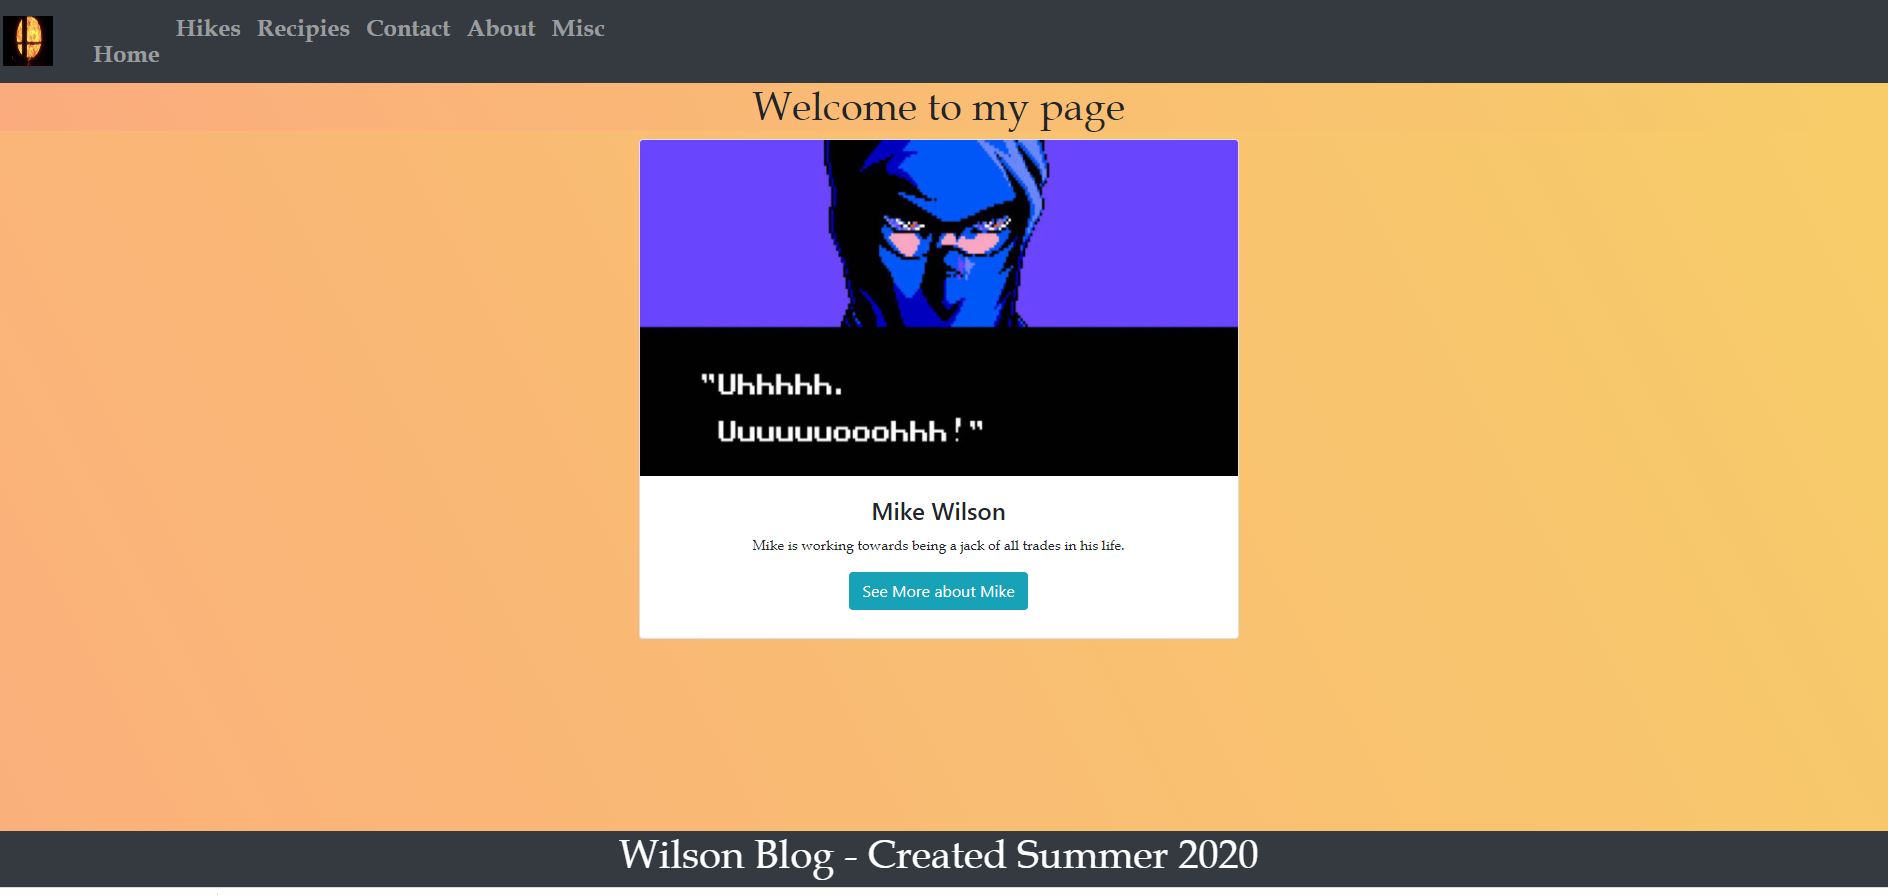 Hikes Recipies Contact About Misc
Home
Welcome to my page
"Uhhhhh.
Uuuuuuooohhh!"
Mike Wilson
Mike is working towards being a jack of all trades in his life.
See More about Mike
Wilson Blog - Created Summer 2020